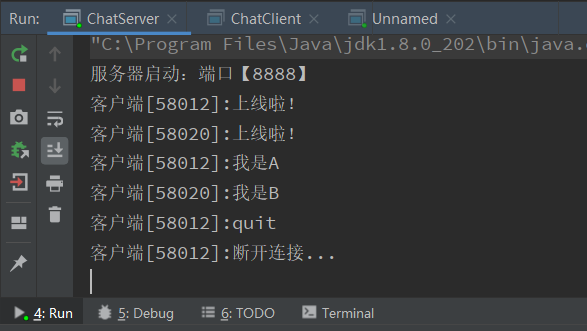 Run: ChatServer × ChatClient × Unnamed ×
"C:\Program Files\Java\jdk1.8.0_202\bin\java.
服务器启动：端口【8888】
客户端[58012]:上线啦!
客户端[58020]:上线啦!
客户端[58012]:我是A
客户端[58020]:我是B
客户端[58012]:quit
客户端[58012]:断开连接...
4: Run 5: Debug 6: TODO Terminal